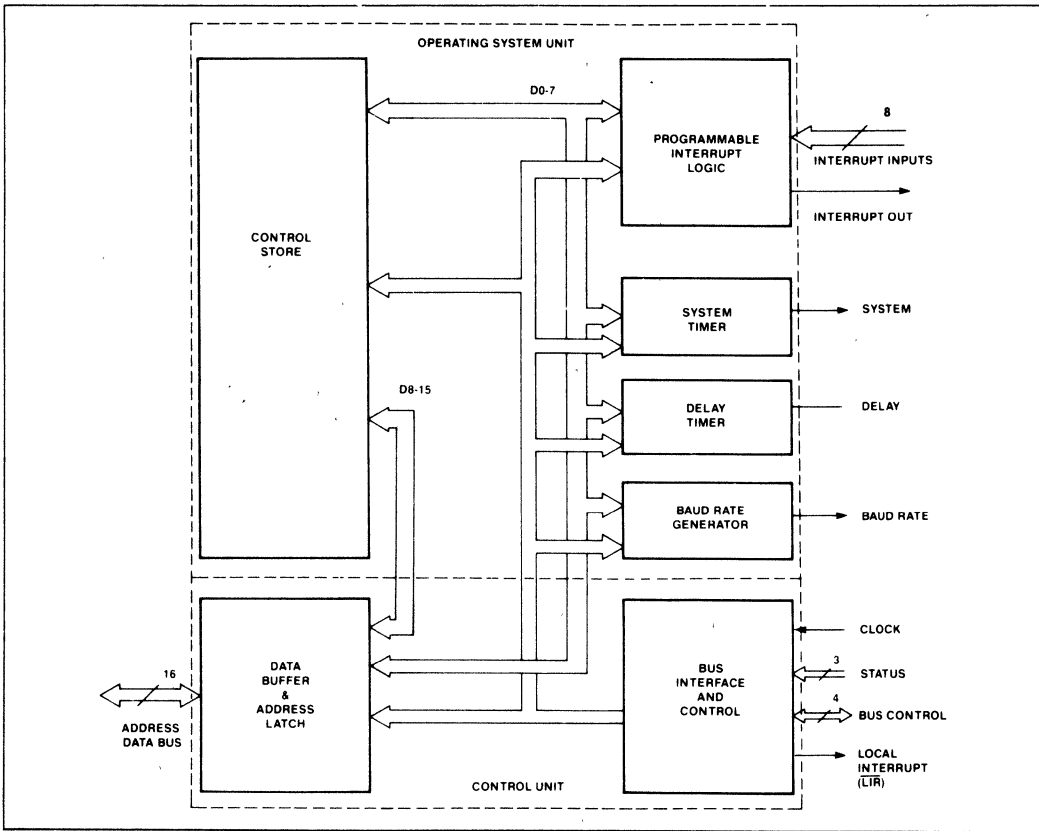 OPERATING SYSTEM UNIT
D0-7
8
PROGRAMMABLE
INTERRUPT
LOGIC
INTERRUPT INPUTS
INTERRUPT OUT
CONTROL
STORE
SYSTEM
TIMER
SYSTEM
D8-15
DELAY
TIMER
DELAY
BAUD RATE
GENERATOR
BAUD RATE
CLOCK
DATA
BUFFER
&
ADDRESS
LATCH
BUS
INTERFACE
AND
CONTROL
3
STATUS
16
4
BUS CONTROL
ADDRESS
DATA BUS
LOCAL
INTERRUPT
(LIR)
CONTROL UNIT